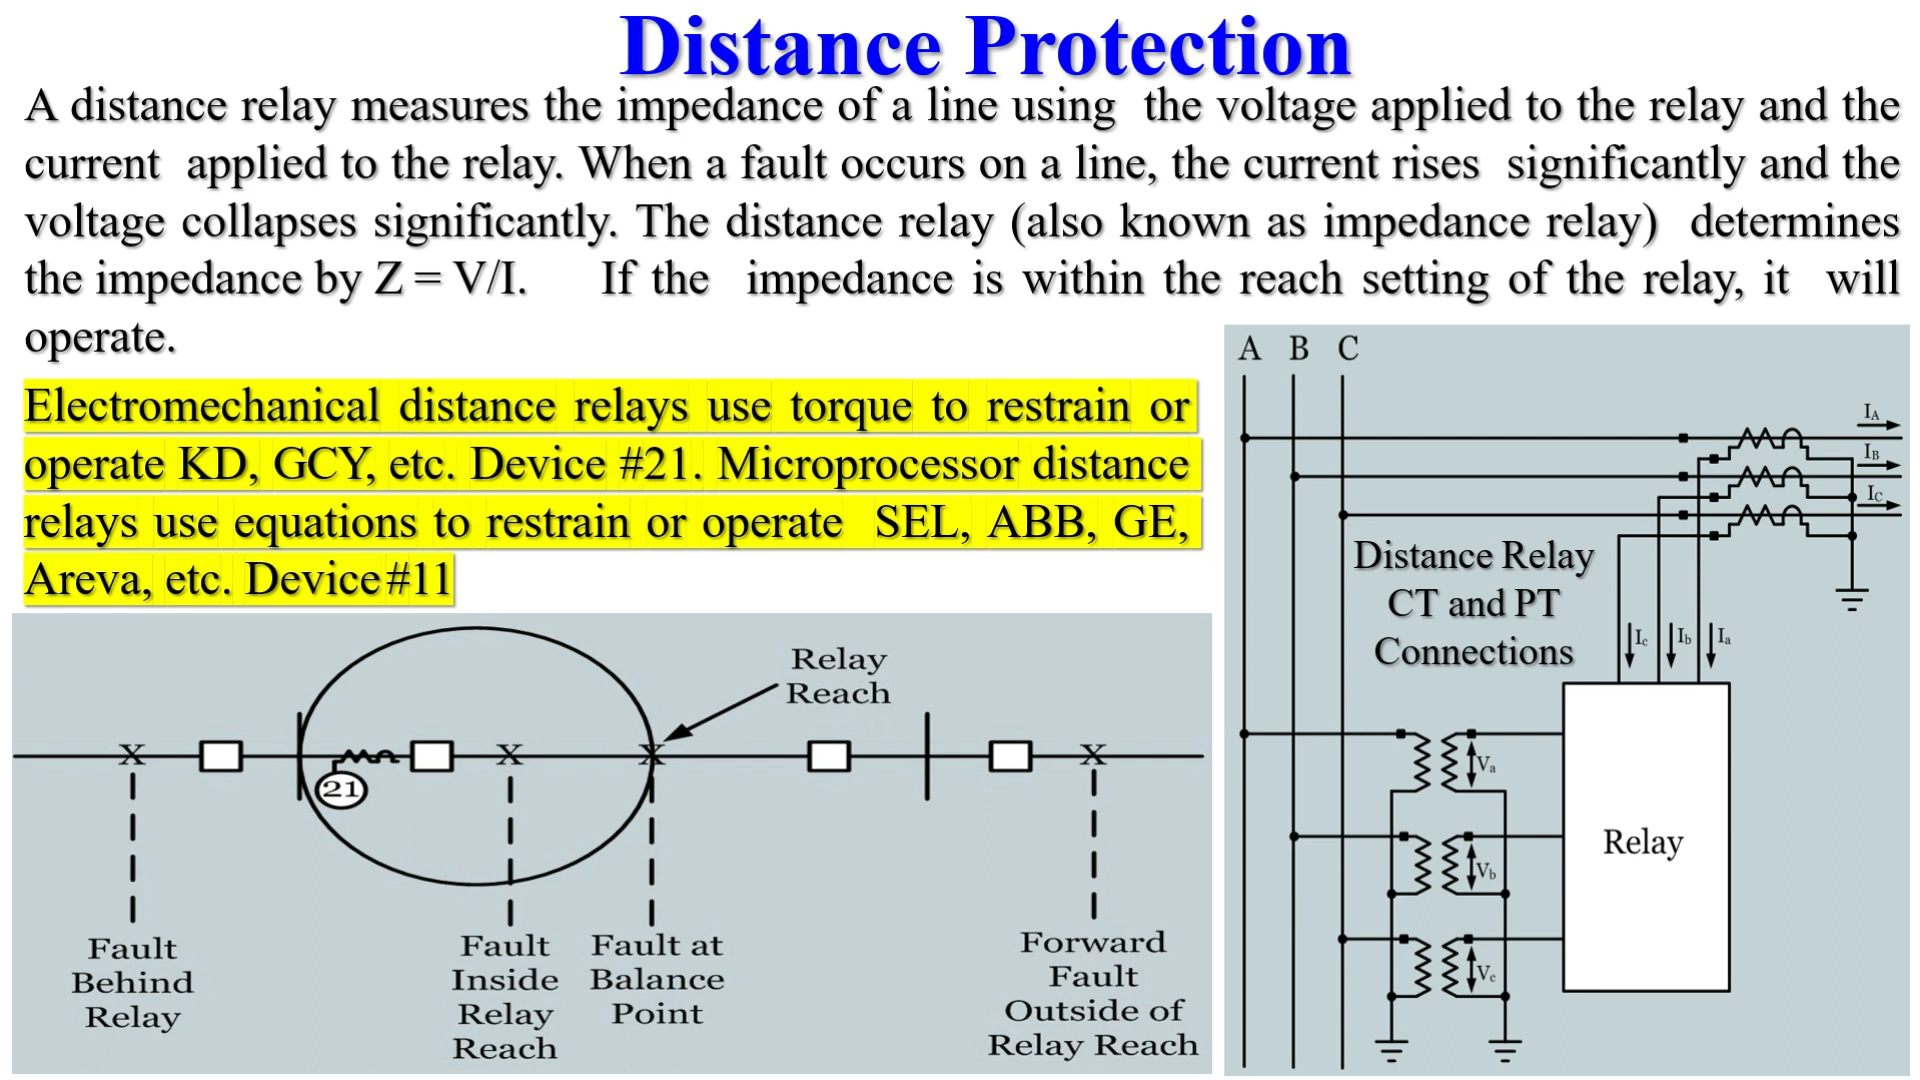 Distance Protection
A distance relay measures the impedance of a line using the voltage applied to the relay and the
current applied to the relay. When a fault occurs on a line, the current rises significantly and the
voltage collapses significantly. The distance relay (also known as impedance relay) determines
the impedance by Z = V/I. If the impedance is within the reach setting of the relay, it will
operate.
Electromechanical distance relays use torque to restrain or
operate KD, GCY, etc. Device #21. Microprocessor distance
relays use equations to restrain or operate SEL, ABB, GE,
Areva, etc. Device #11
Relay
Reach
X
X
X
X
21
Fault
Behind
Relay
Fault
Inside
Relay
Reach
Fault at
Balance
Point
Forward
Fault
Outside of
Relay Reach
A B C
IA
IB
IC
Distance Relay
CT and PT
Connections
Ic Ib Ia
Va
Vb
Vc
Relay